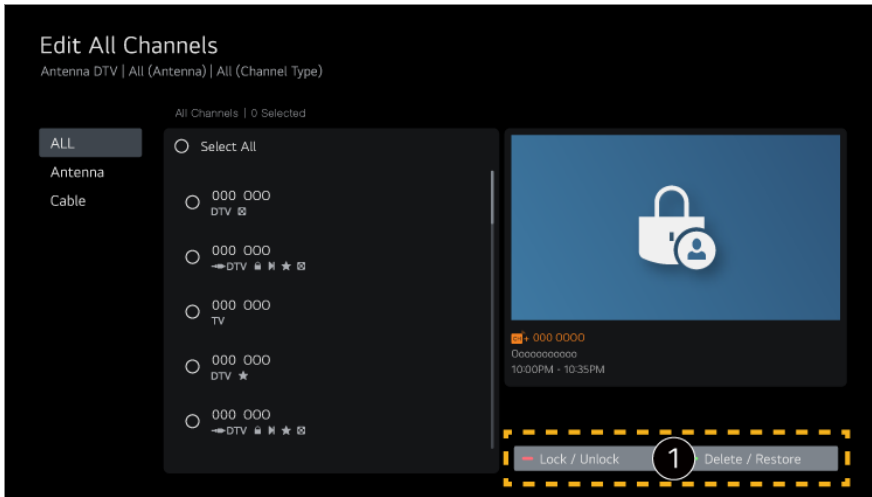 Edit All Channels
Antenna DTV | All (Antenna) | All (Channel Type)
All Channels | 0 Selected
ALL
Antenna
Cable
Select All
000 000
DTV
000 000
DTV
000 000
TV
000 000
DTV
000 000
DTV
CH+ 000 0000
Ooooooooooo
10:00PM - 10:35PM
Lock / Unlock
1
Delete / Restore